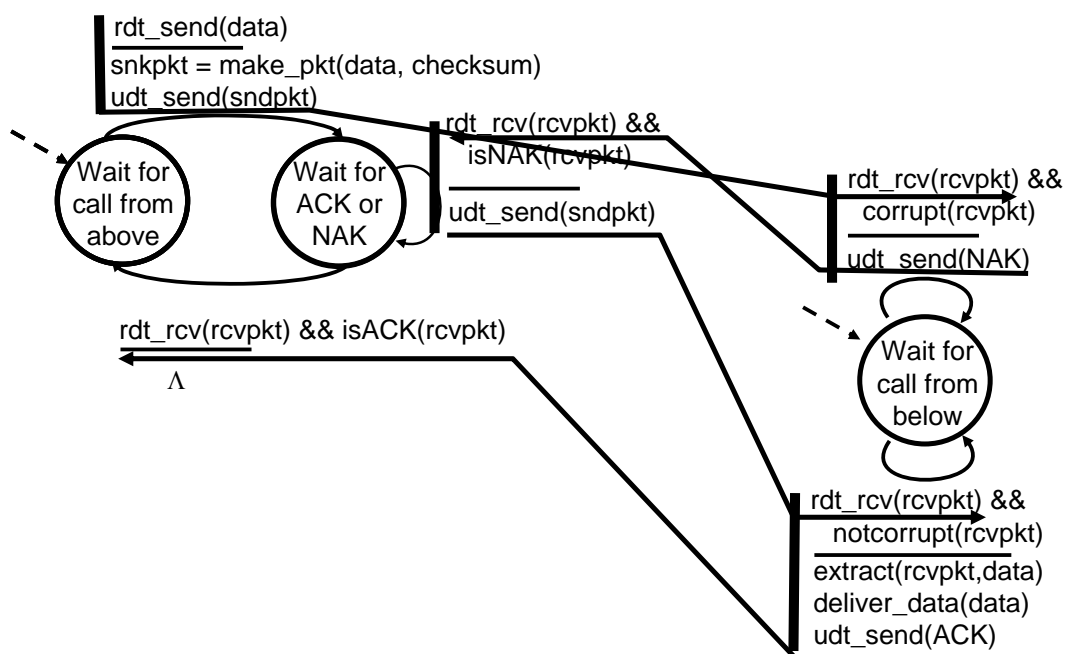 rdt_send(data)
snkpkt = make_pkt(data, checksum)
udt_send(sndpkt)
Wait for
call from
above
Wait for
ACK or
NAK
rdt_rcv(rcvpkt) &&
isNAK(rcvpkt)
udt_send(sndpkt)
rdt_rcv(rcvpkt) && isACK(rcvpkt)
Λ
rdt_rcv(rcvpkt) &&
corrupt(rcvpkt)
udt_send(NAK)
Wait for
call from
below
rdt_rcv(rcvpkt) &&
notcorrupt(rcvpkt)
extract(rcvpkt,data)
deliver_data(data)
udt_send(ACK)